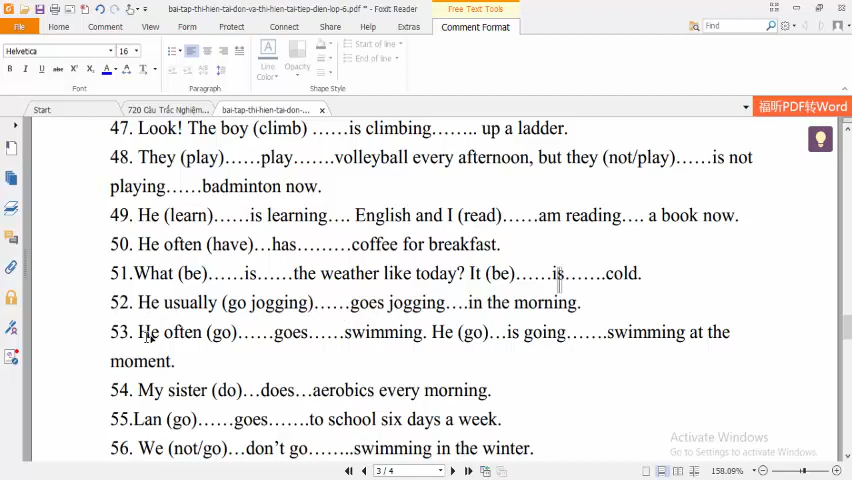 bai-tap-thi-hien-tai-don-va-thi-hien-tai-tiep-dien-lop-6.pdf * - Foxit Reader
Free Text Tools
File Home Comment View Form Protect Share Connect Help Extras Comment Format Find
Helvetica 16 Start of line
B I U abc X² X₂ A Line Color Opacity End of line
Font Paragraph Shape Style
Start 720 Câu Trắc Nghiệm... bai-tap-thi-hien-tai-don-... 福昕PDF转Word
47. Look! The boy (climb) ……is climbing…….. up a ladder.
48. They (play)……play…….volleyball every afternoon, but they (not/play)……is not
playing……badminton now.
49. He (learn)……is learning…. English and I (read)……am reading…. a book now.
50. He often (have)…has………coffee for breakfast.
51.What (be)……is……the weather like today? It (be)……is…….cold.
52. He usually (go jogging)……goes jogging….in the morning.
53. He often (go)……goes……swimming. He (go)…is going…….swimming at the
moment.
54. My sister (do)…does…aerobics every morning.
55.Lan (go)……goes…….to school six days a week.
56. We (not/go)…don’t go……..swimming in the winter.
Activate Windows
Go to Settings to activate Windows.
3 / 4 158.09%